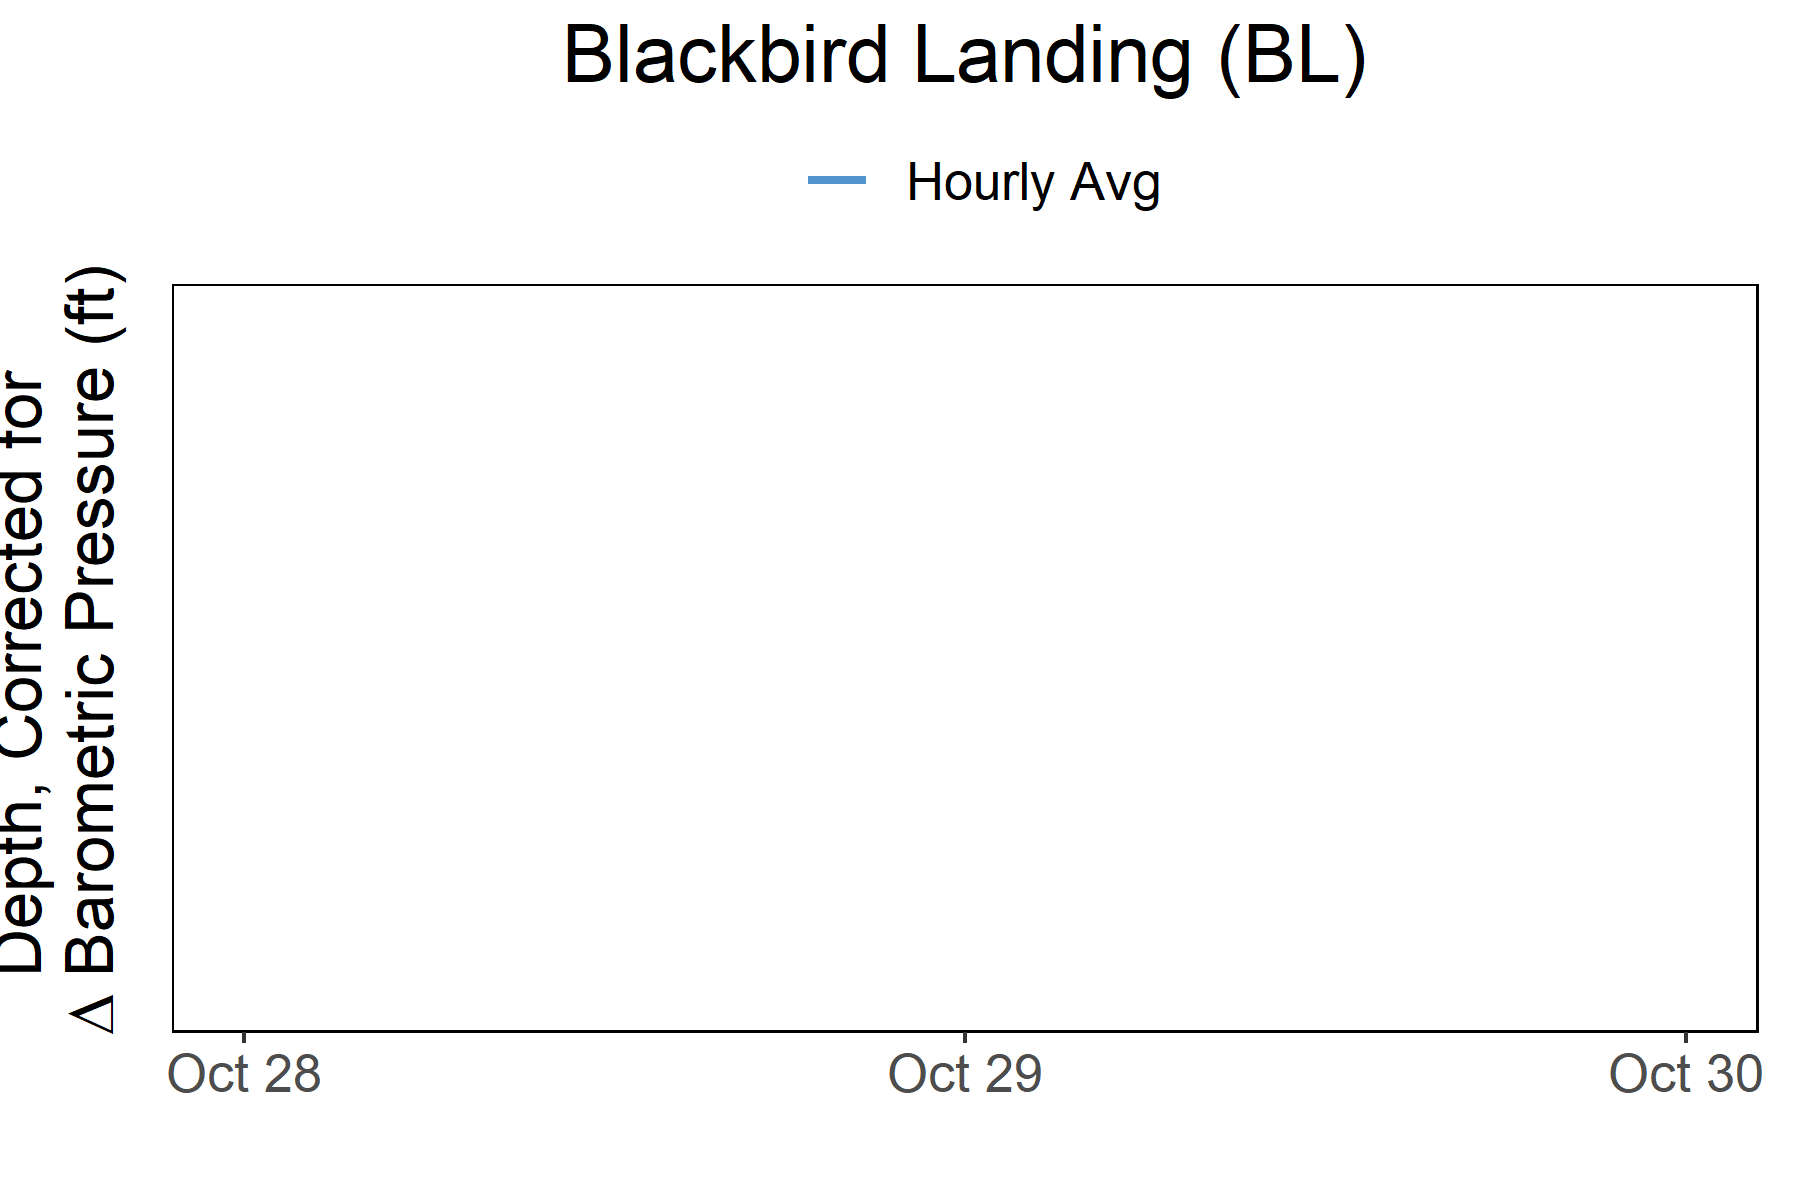 Blackbird Landing (BL)
Hourly Avg
Depth, Corrected for
Δ Barometric Pressure (ft)
Oct 28
Oct 29
Oct 30